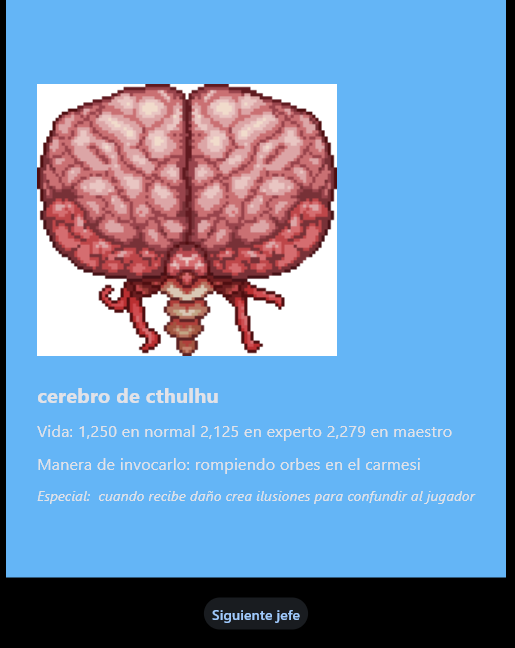 cerebro de cthulhu
Vida: 1,250 en normal 2,125 en experto 2,279 en maestro
Manera de invocarlo: rompiendo orbes en el carmesi
Especial: cuando recibe daño crea ilusiones para confundir al jugador
Siguiente jefe